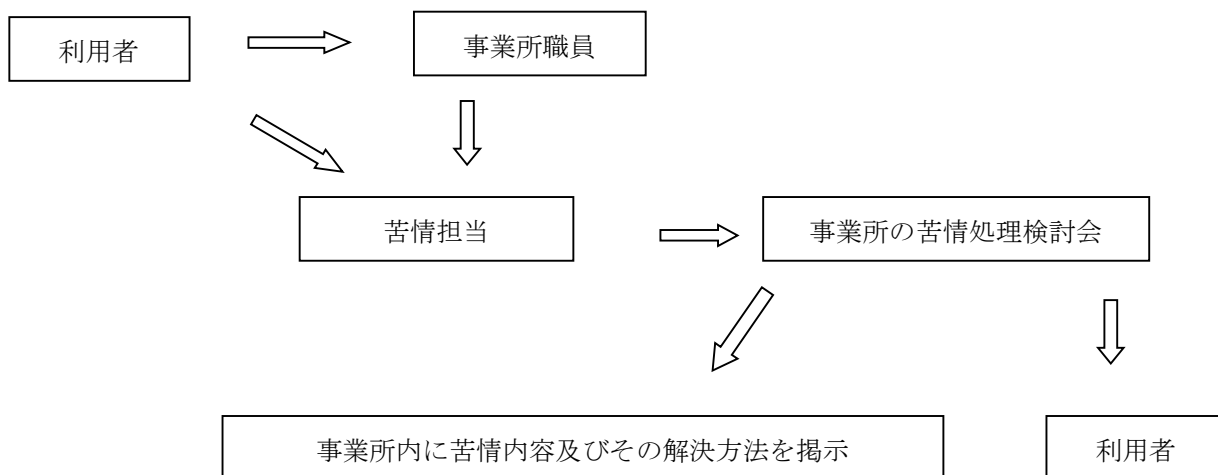 利用者
事業所職員
苦情担当
事業所の苦情処理検討会
事業所内に苦情内容及びその解決方法を掲示
利用者